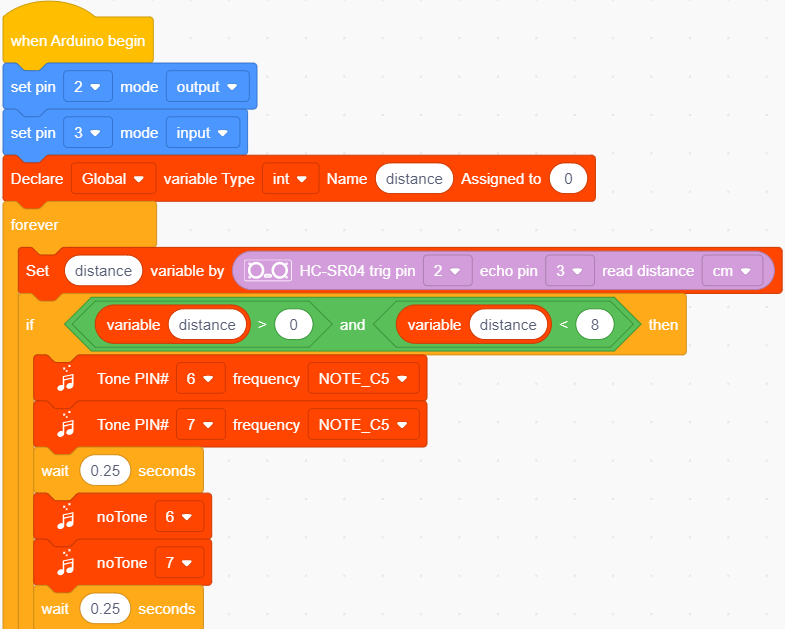 when Arduino begin
set pin 2 mode output
set pin 3 mode input
Declare Global variable Type int Name distance Assigned to 0
forever
Set distance variable by HC-SR04 trig pin 2 echo pin 3 read distance cm
if variable distance > 0 and variable distance < 8 then
Tone PIN# 6 frequency NOTE_C5
Tone PIN# 7 frequency NOTE_C5
wait 0.25 seconds
noTone 6
noTone 7
wait 0.25 seconds